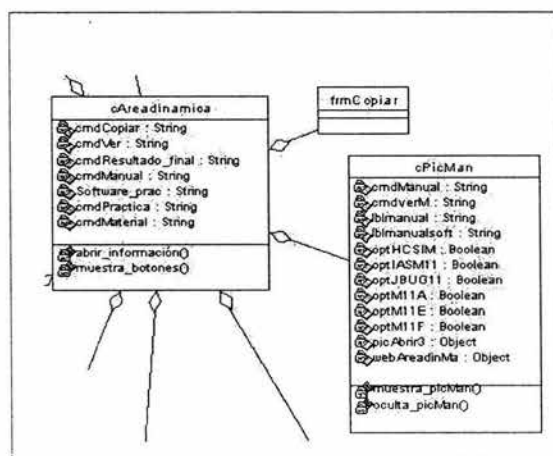 cAreadinamica
cmdCopiar : String
cmdVer : String
cmdResultado_final : String
cmdManual : String
Software_prac : String
cmdPractica : String
cmdMaterial : String
abrir_información()
muestra_botones()
frmCopiar
cPicMan
cmdManual : String
cmdverM : String
lblmanual : String
lblmanualsoft : String
optHCSIM : Boolean
optIASM11 : Boolean
optJBUG11 : Boolean
optM11A : Boolean
optM11E : Boolean
optM11F : Boolean
picAbrir3 : Object
webAreadinMa : Object
muestra_picMan()
oculta_picMan()